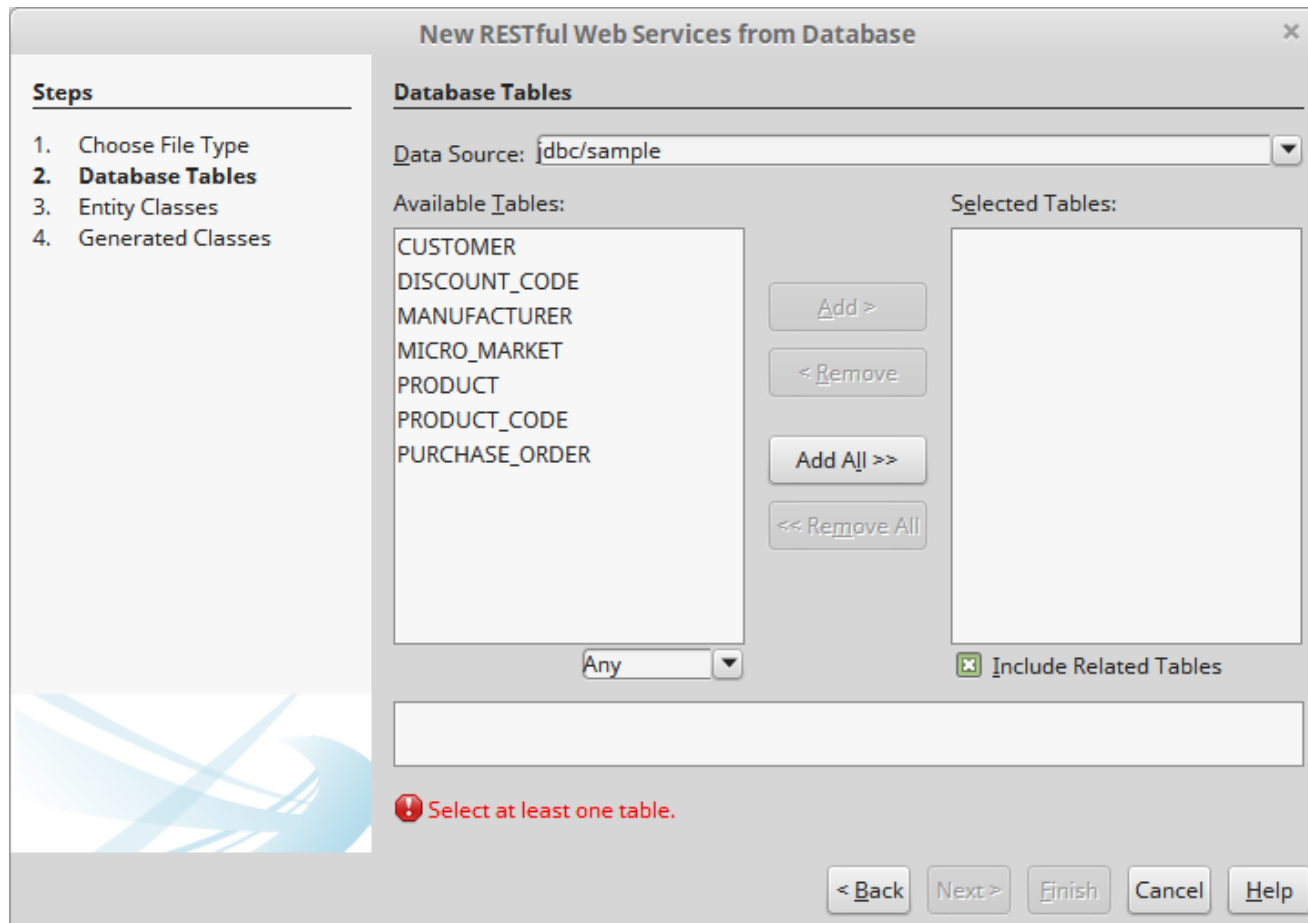 New RESTful Web Services from Database
Steps
1. Choose File Type
2. Database Tables
3. Entity Classes
4. Generated Classes
Database Tables
Data Source: jdbc/sample
Available Tables:
CUSTOMER
DISCOUNT_CODE
MANUFACTURER
MICRO_MARKET
PRODUCT
PRODUCT_CODE
PURCHASE_ORDER
Any
Add >
< Remove
Add All >>
<< Remove All
Selected Tables:
Include Related Tables
Select at least one table.
< Back Next > Finish Cancel Help